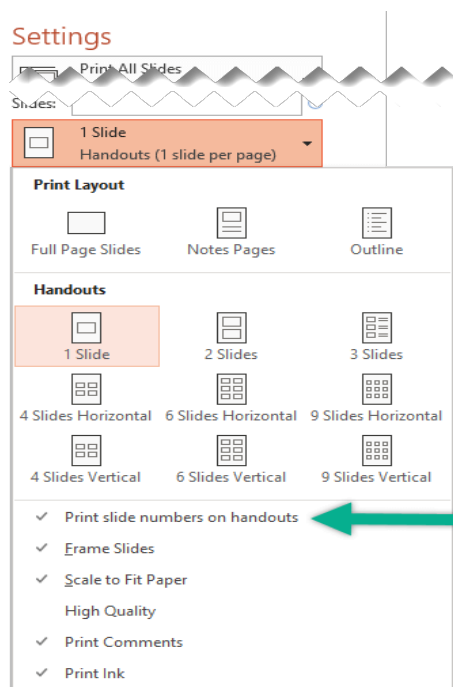 Settings
Print All Slides
Slides:
1 Slide
Handouts (1 slide per page)
Print Layout
Full Page Slides Notes Pages Outline
Handouts
1 Slide 2 Slides 3 Slides
4 Slides Horizontal 6 Slides Horizontal 9 Slides Horizontal
4 Slides Vertical 6 Slides Vertical 9 Slides Vertical
Print slide numbers on handouts
Frame Slides
Scale to Fit Paper
High Quality
Print Comments
Print Ink